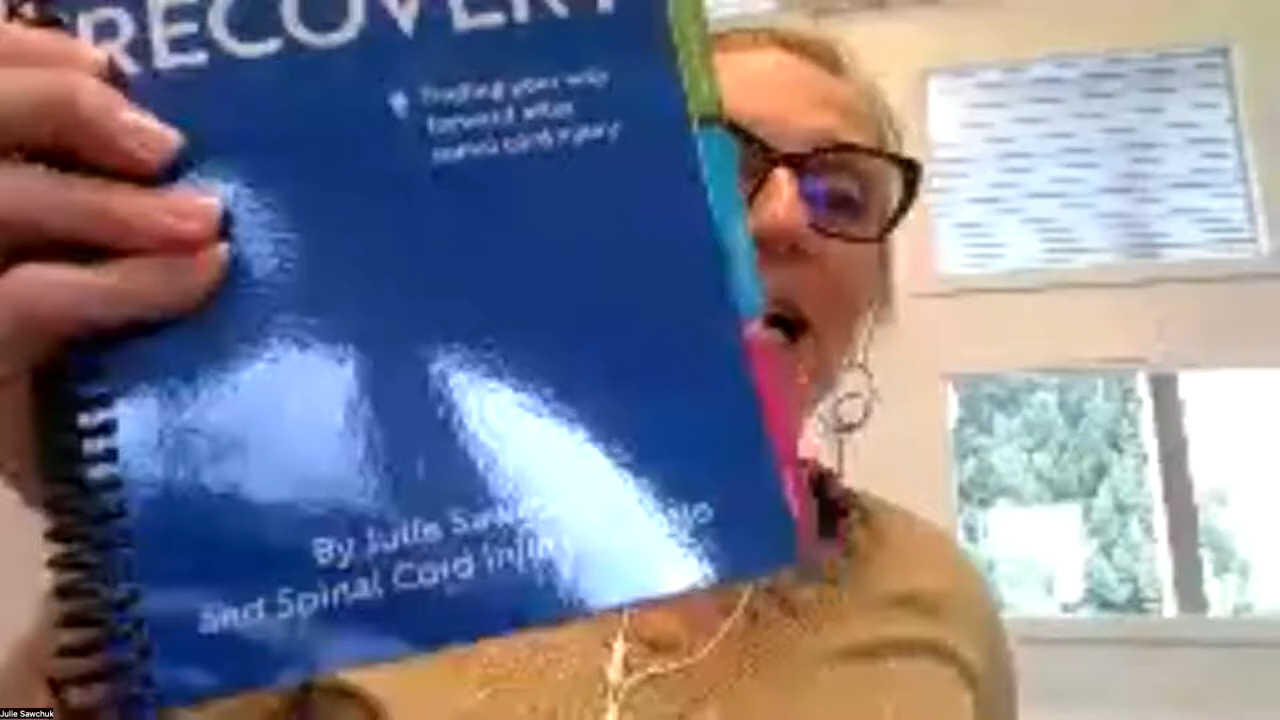 RECOVERY
Finding your way
forward after
spinal cord injury
By Julie Saw
and Spinal Cord Inju
Julie Sawchuk